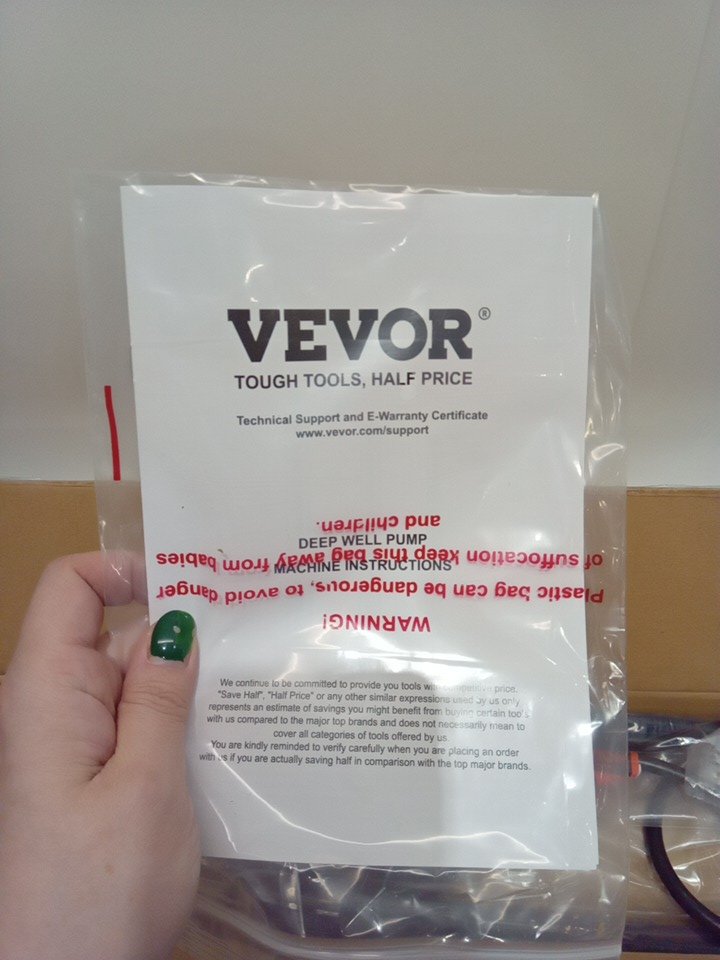 VEVOR®
TOUGH TOOLS, HALF PRICE
Technical Support and E-Warranty Certificate
www.vevor.com/support
DEEP WELL PUMP
MACHINE INSTRUCTIONS
WARNING!
Plastic bag can be dangerous, to avoid danger
of suffocation keep this bag away from babies
and children.
We continue to be committed to provide you tools with competitive price.
"Save Half", "Half Price" or any other similar expressions used by us only
represents an estimate of savings you might benefit from buying certain tools
with us compared to the major top brands and does not necessarily mean to
cover all categories of tools offered by us.
You are kindly reminded to verify carefully when you are placing an order
with us if you are actually saving half in comparison with the top major brands.